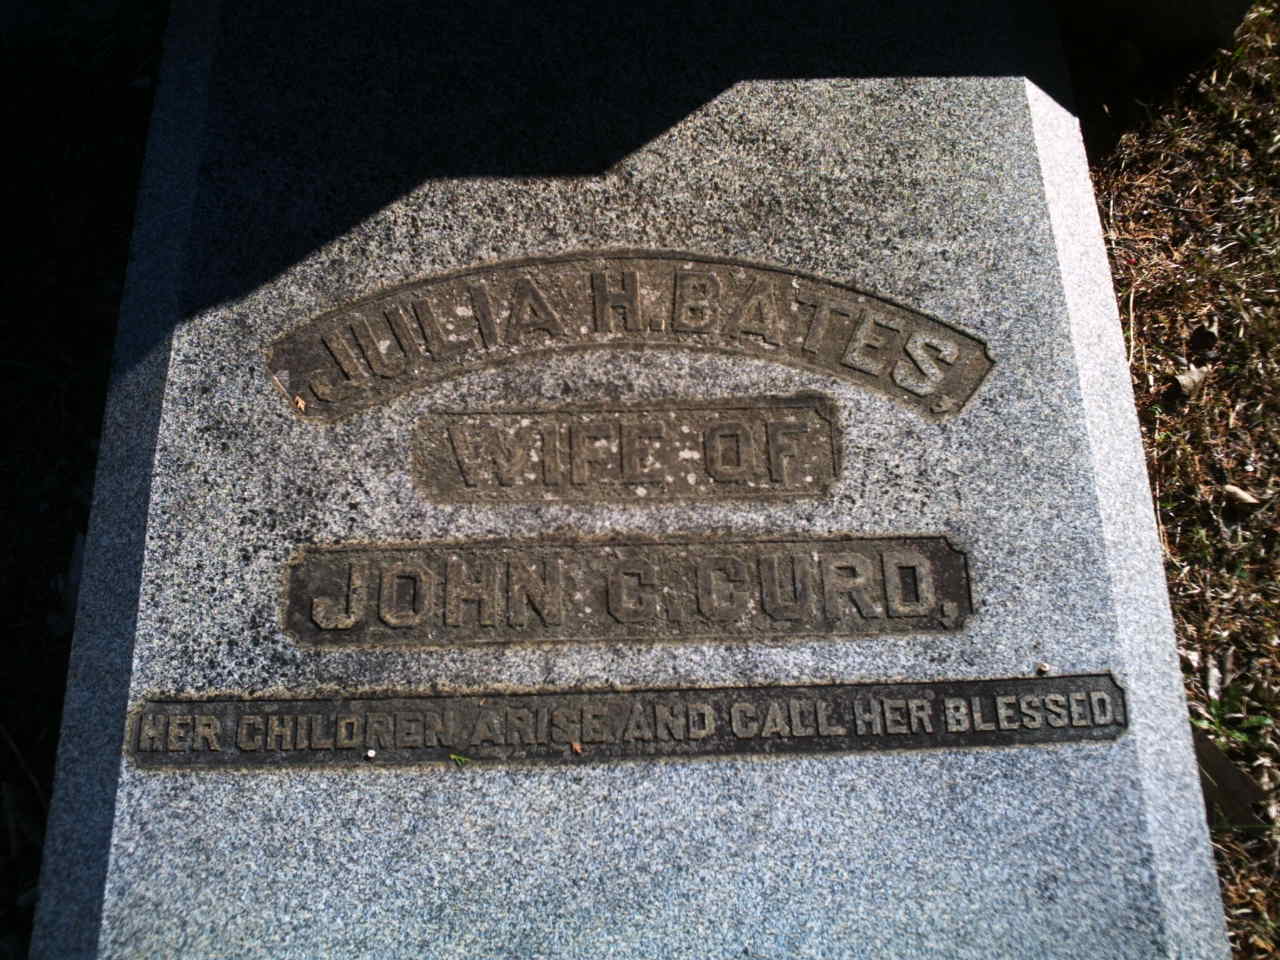 JULIA H. BATES.
WIFE OF
JOHN C. CURD.
HER CHILDREN ARISE AND CALL HER BLESSED.